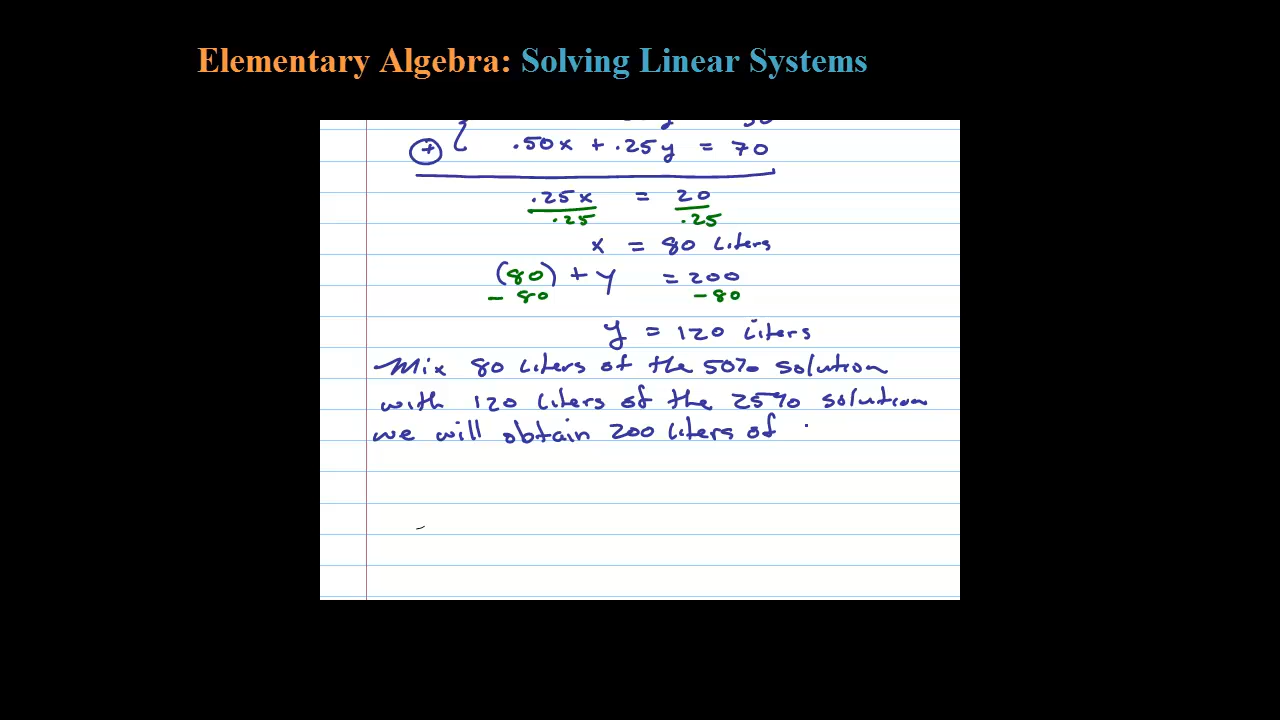 Elementary Algebra: Solving Linear Systems
.50x + .25y = 70
.25x = 20
.25 .25
x = 80 Liters
(80) + y = 200
- 80 - 80
y = 120 Liters
Mix 80 Liters of the 50% solution
with 120 Liters of the 25% solution
we will obtain 200 Liters of